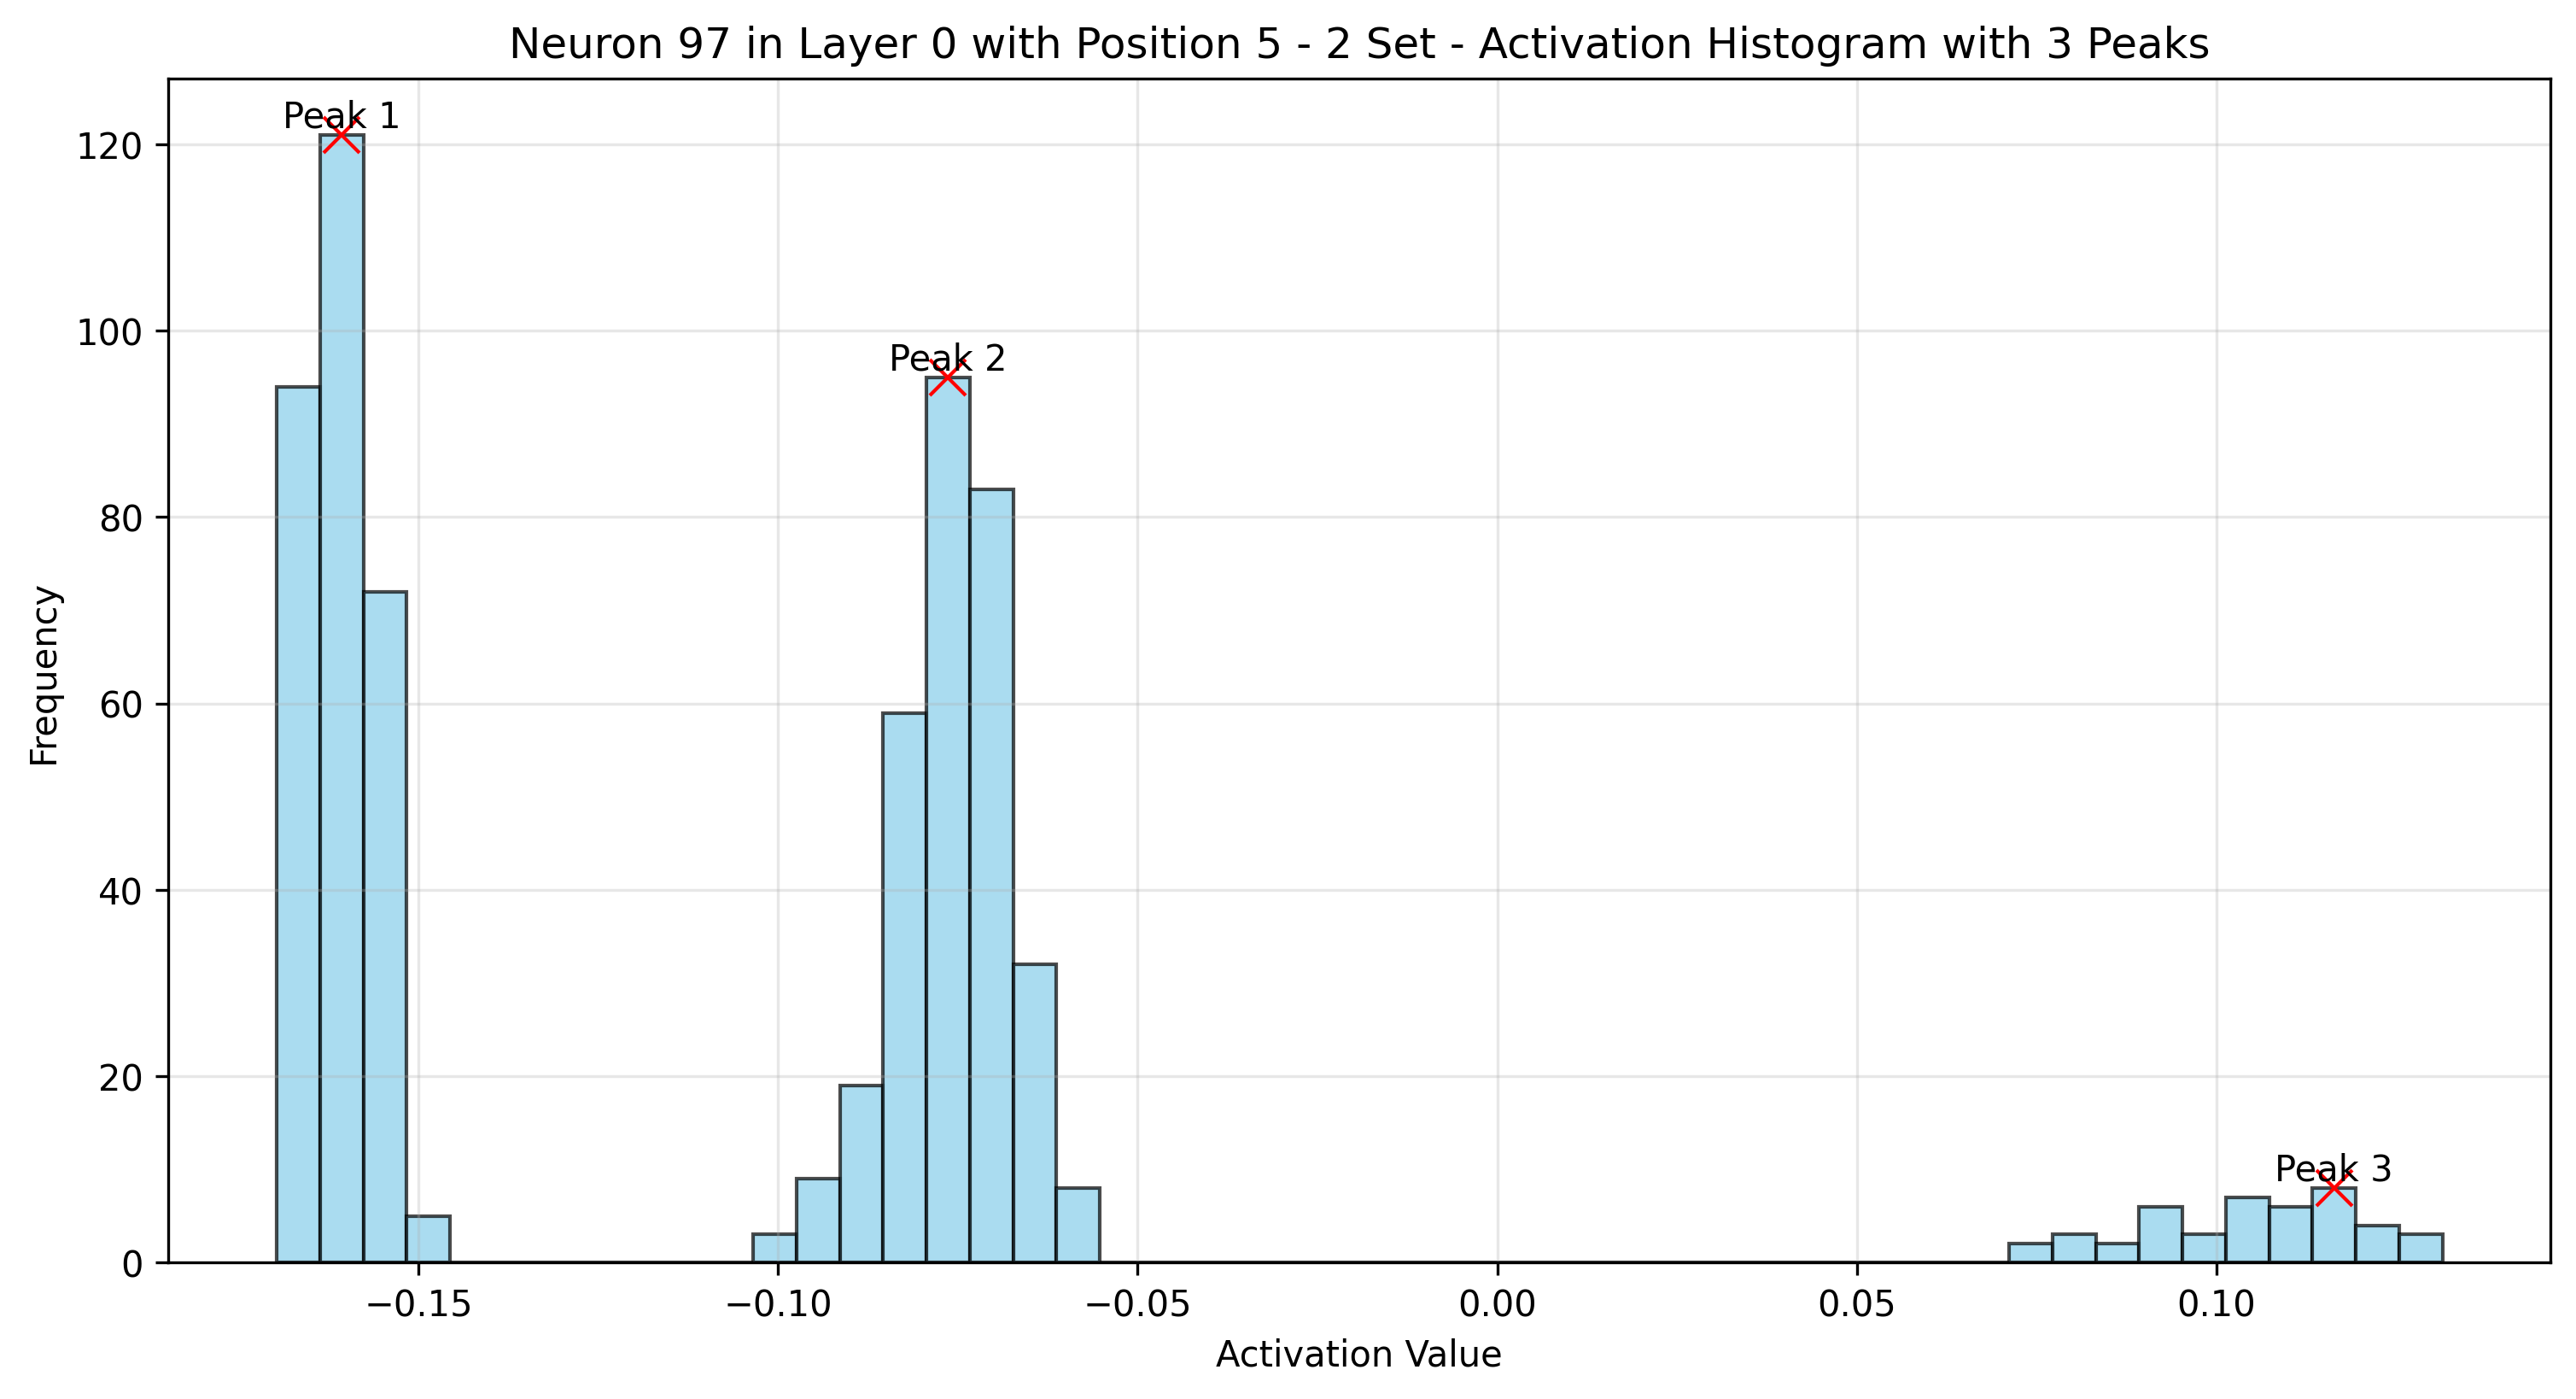 Neuron 97 in Layer 0 with Position 5 - 2 Set - Activation Histogram with 3 Peaks
Peak 1
Peak 2
Peak 3
Frequency
120
100
80
60
40
20
0
−0.15 −0.10 −0.05 0.00 0.05 0.10
Activation Value